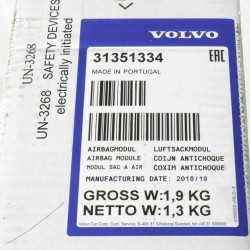 VOLVO
31351334
EAC
MADE IN PORTUGAL
UN-3268
UN-3268 SAFETY DEVICES
electrically initiated
AIRBAGMODUL LUFTSACKMODUL
AIRBAG MODULE COIJN ANTICHOQUE
MODUL SAC A AIR COXIM ANTICHOQUE
MANUFACTURING DATE: 2018/10
GROSS W:1,9 KG
NETTO W:1,3 KG